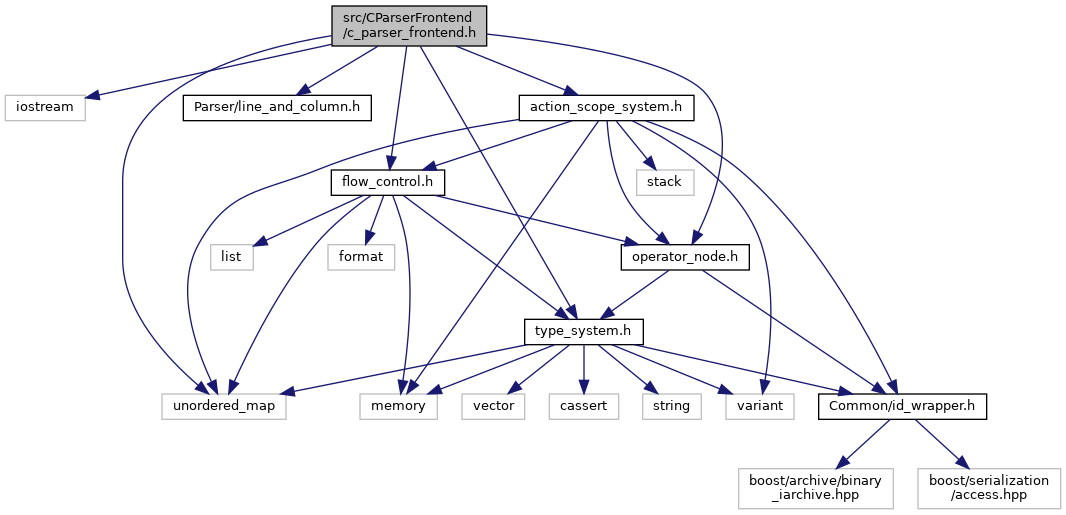 src/CParserFrontend
/c_parser_frontend.h
iostream
Parser/line_and_column.h
action_scope_system.h
flow_control.h
stack
list
format
operator_node.h
type_system.h
unordered_map
memory
vector
cassert
string
variant
Common/id_wrapper.h
boost/archive/binary
_iarchive.hpp
boost/serialization
/access.hpp